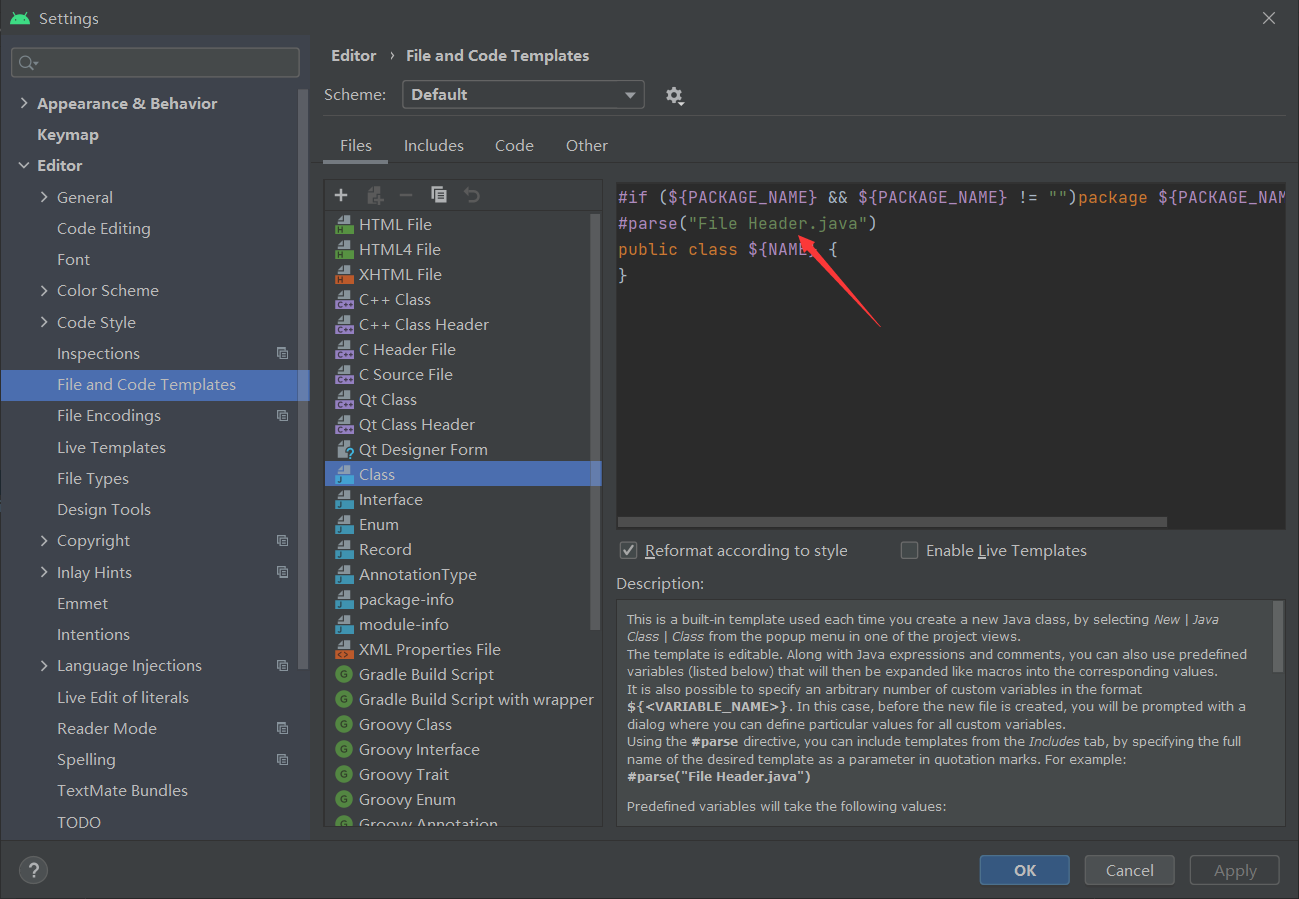 Settings
Editor › File and Code Templates
Scheme: Default
Appearance & Behavior
Keymap
Editor
General
Code Editing
Font
Color Scheme
Code Style
Inspections
File and Code Templates
File Encodings
Live Templates
File Types
Design Tools
Copyright
Inlay Hints
Emmet
Intentions
Language Injections
Live Edit of literals
Reader Mode
Spelling
TextMate Bundles
TODO
Files Includes Code Other
HTML File
HTML4 File
XHTML File
C++ Class
C++ Class Header
C Header File
C Source File
Qt Class
Qt Class Header
Qt Designer Form
Class
Interface
Enum
Record
AnnotationType
package-info
module-info
XML Properties File
Gradle Build Script
Gradle Build Script with wrapper
Groovy Class
Groovy Interface
Groovy Trait
Groovy Enum
Groovy Annotation
#if (${PACKAGE_NAME} && ${PACKAGE_NAME} != "")package ${PACKAGE_NAM
#parse("File Header.java")
public class ${NAME} {
}
Reformat according to style Enable Live Templates
Description:
This is a built-in template used each time you create a new Java class, by selecting New | Java
Class | Class from the popup menu in one of the project views.
The template is editable. Along with Java expressions and comments, you can also use predefined
variables (listed below) that will then be expanded like macros into the corresponding values.
It is also possible to specify an arbitrary number of custom variables in the format
${<VARIABLE_NAME>}. In this case, before the new file is created, you will be prompted with a
dialog where you can define particular values for all custom variables.
Using the #parse directive, you can include templates from the Includes tab, by specifying the full
name of the desired template as a parameter in quotation marks. For example:
#parse("File Header.java")
Predefined variables will take the following values:
? OK Cancel Apply